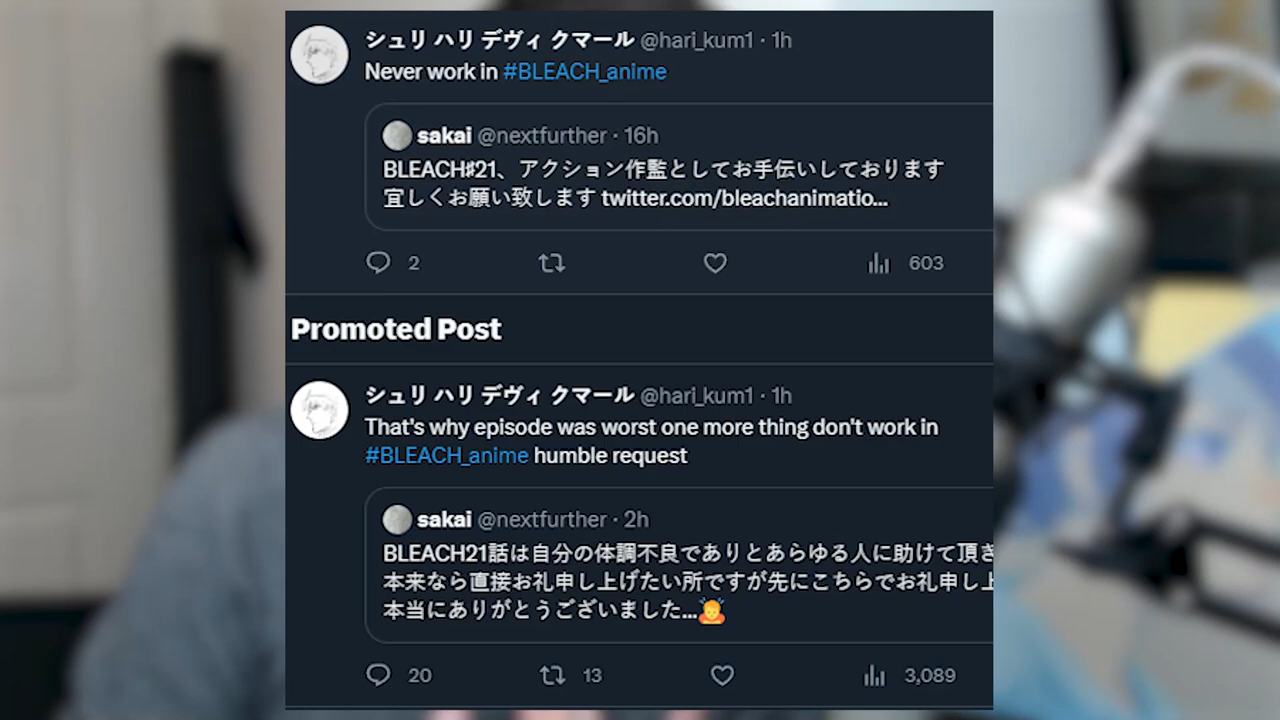 シュリ ハリ デヴィ クマール @hari_kum1 · 1h
Never work in #BLEACH_anime
sakai @nextfurther · 16h
BLEACH#21、アクション作監としてお手伝いしております
宜しくお願い致します twitter.com/bleachanimatio...
2 603
Promoted Post
シュリ ハリ デヴィ クマール @hari_kum1 · 1h
That's why episode was worst one more thing don't work in
#BLEACH_anime humble request
sakai @nextfurther · 2h
BLEACH21話は自分の体調不良でありとあらゆる人に助けて頂き
本来なら直接お礼申し上げたい所ですが先にこちらでお礼申し上
本当にありがとうございました...🙇
20 13 3,089